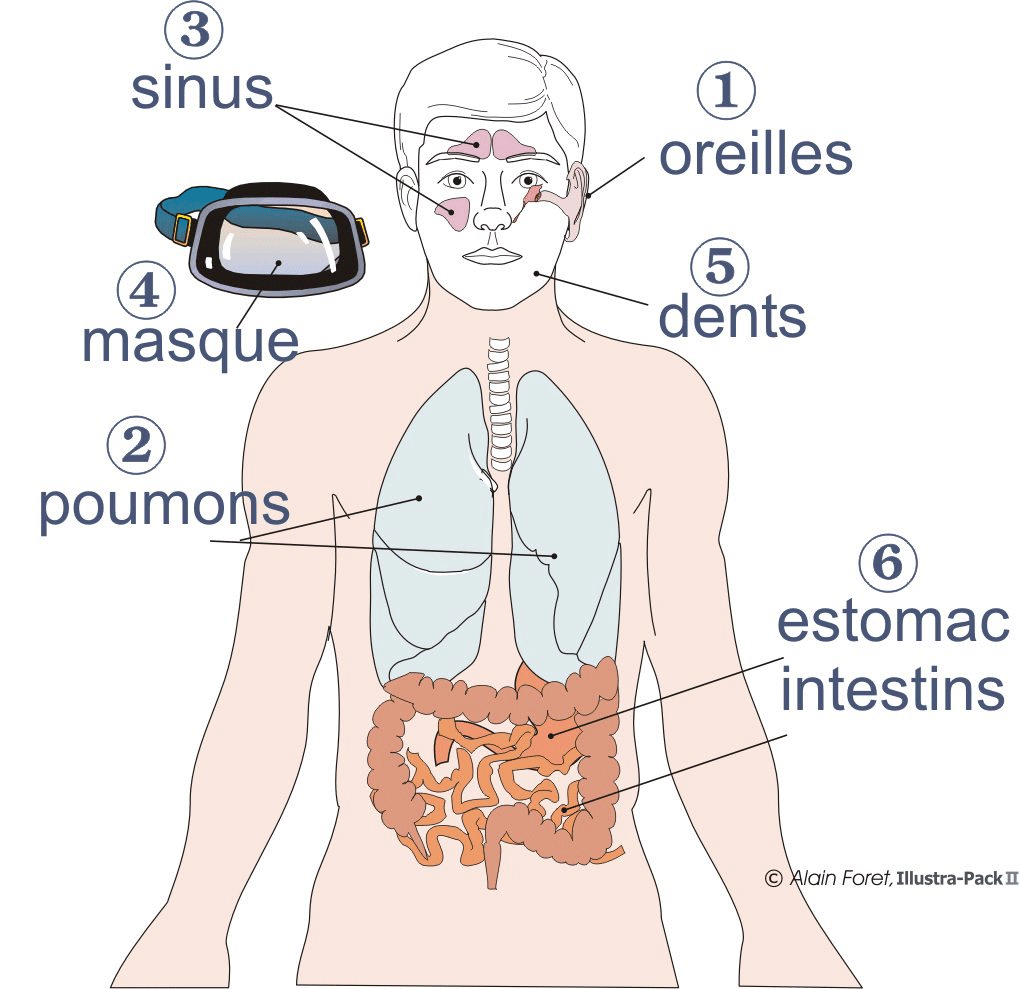 ③
sinus
①
oreilles
④
masque
⑤
dents
②
poumons
⑥
estomac
intestins
© Alain Foret, Illustra-Pack II